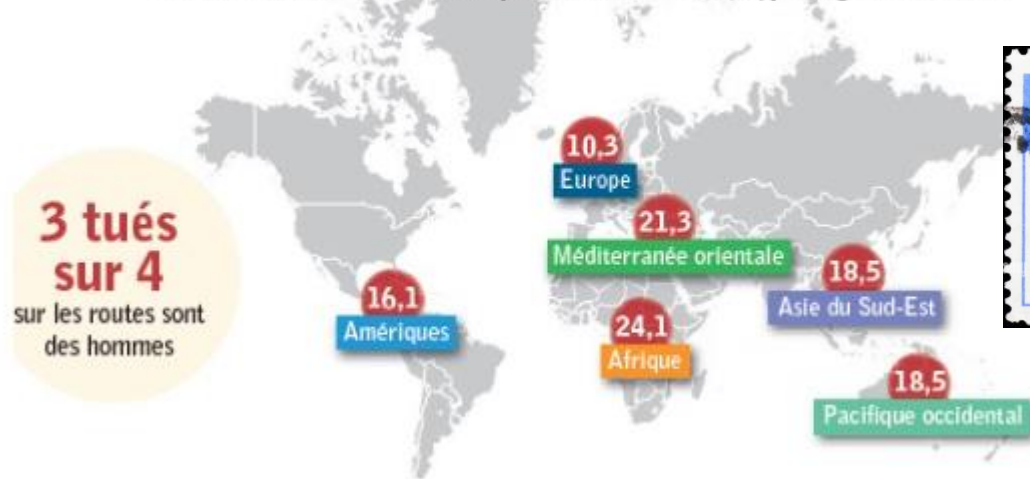 10,3
Europe
21,3
Méditerranée orientale
3 tués
sur 4
sur les routes sont
des hommes
18,5
Asie du Sud-Est
16,1
Amériques
24,1
Afrique
18,5
Pacifique occidental